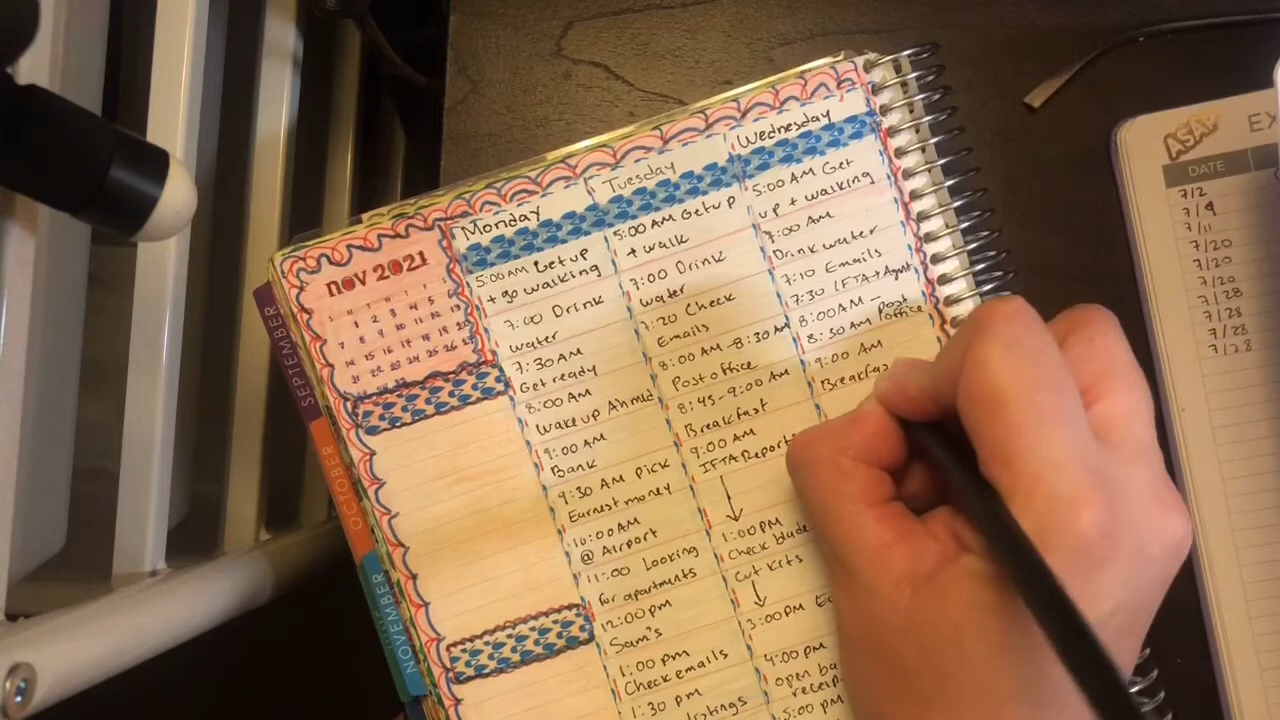 SEPTEMBER
OCTOBER
NOVEMBER
NOV 2021
Monday
5:00 AM Get up
+ go walking
7:00 Drink
water
7:30 AM
Get ready
8:00 AM
Wake up Ahmed
9:00 AM
Bank
9:30 AM Pick
Earnest money
10:00 AM
@ Airport
11:00 Looking
for apartments
12:00 pm
Sam's
1:00 pm
Check emails
1:30 pm
Tuesday
5:00 AM Get up
+ walk
7:00 Drink
water
7:20 Check
Emails
8:00 AM - 8:30 AM
Post office
8:45 - 9:00 AM
Breakfast
9:00 AM
IFTA Report
1:00 PM
Check
Cut kits
3:00 PM
4:00 PM
open
5:00 PM
Wednesday
5:00 AM Get
up + walking
7:00 AM
Drink water
7:10 Emails
7:30 IFTA +
8:00 AM -
8:30 AM Post
office
9:00 AM
ASAP
DATE
7/2
7/9
7/11
7/20
7/20
7/20
7/28
7/28
7/28
7/28